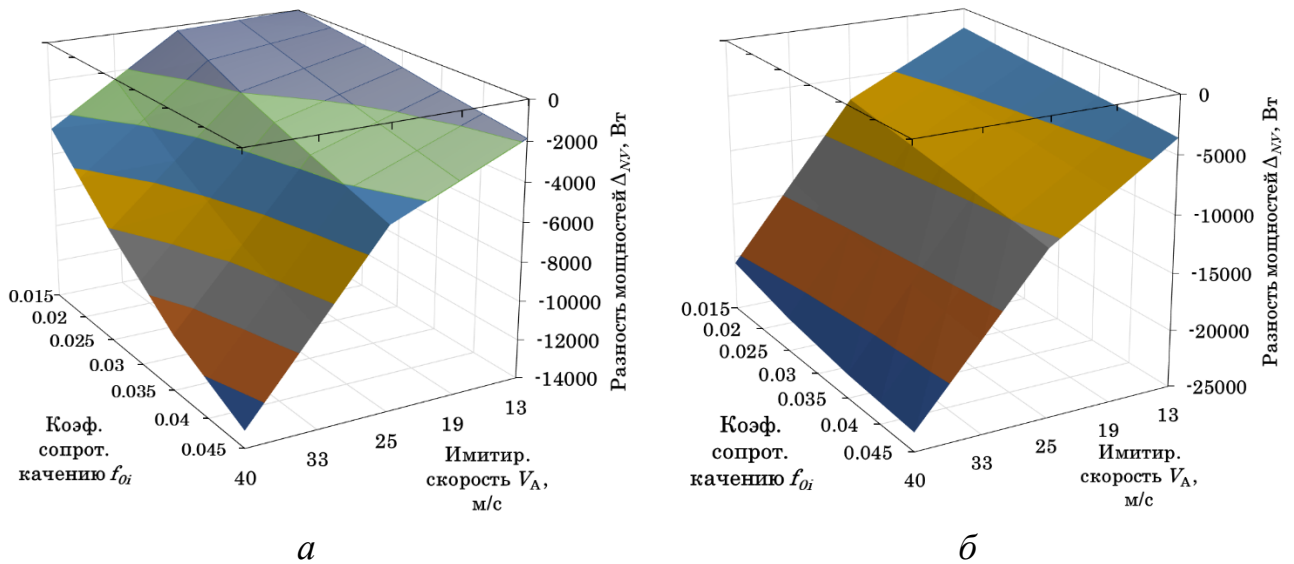 0
-2000
-4000
-6000
-8000
-10000
-12000
-14000
Разность мощностей Δ_NV, Вт
0.015
0.02
0.025
0.03
0.035
0.04
0.045
Коэф.
сопрот.
качению f_0i
40
33
25
19
13
Имитир.
скорость V_A,
м/с
а
0
-5000
-10000
-15000
-20000
-25000
Разность мощностей Δ_NV, Вт
0.015
0.02
0.025
0.03
0.035
0.04
0.045
Коэф.
сопрот.
качению f_0i
40
33
25
19
13
Имитир.
скорость V_A,
м/с
б